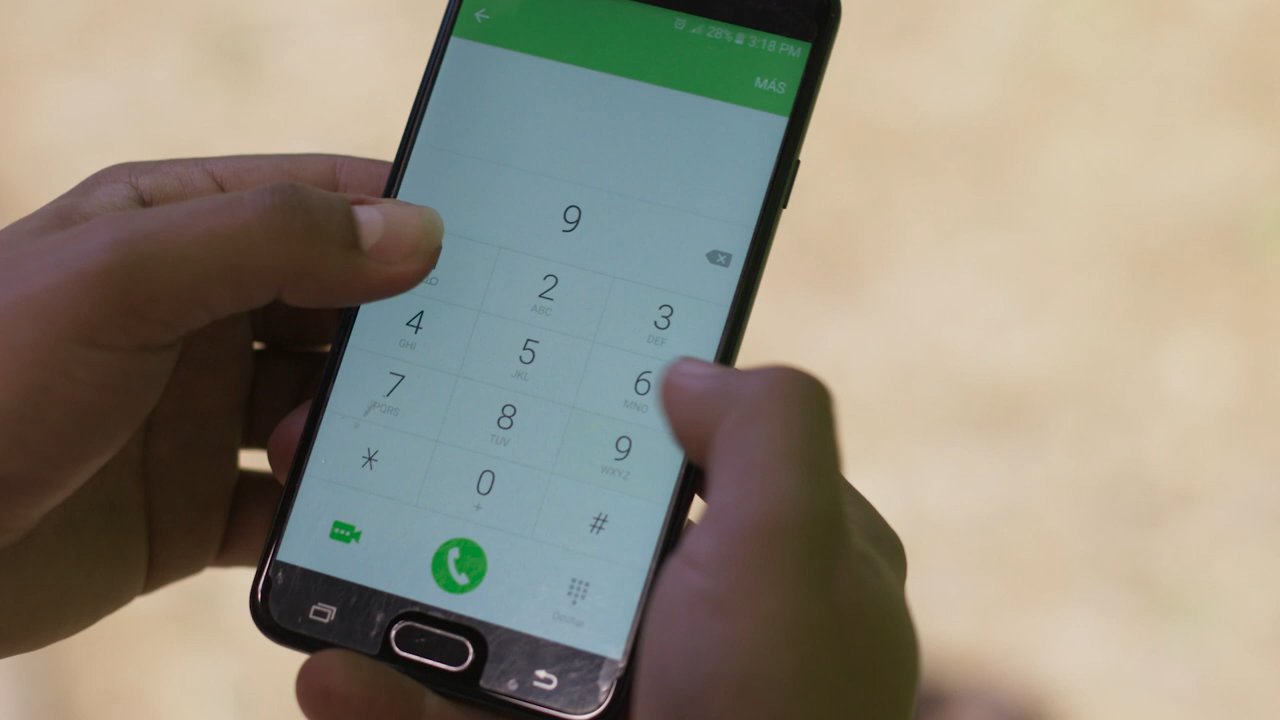 28% 3:18 PM
MÁS
9
2 3
ABC DEF
4 5 6
GHI JKL MNO
7 8 9
PQRS TUV WXYZ
* 0 #
+
Ocultar